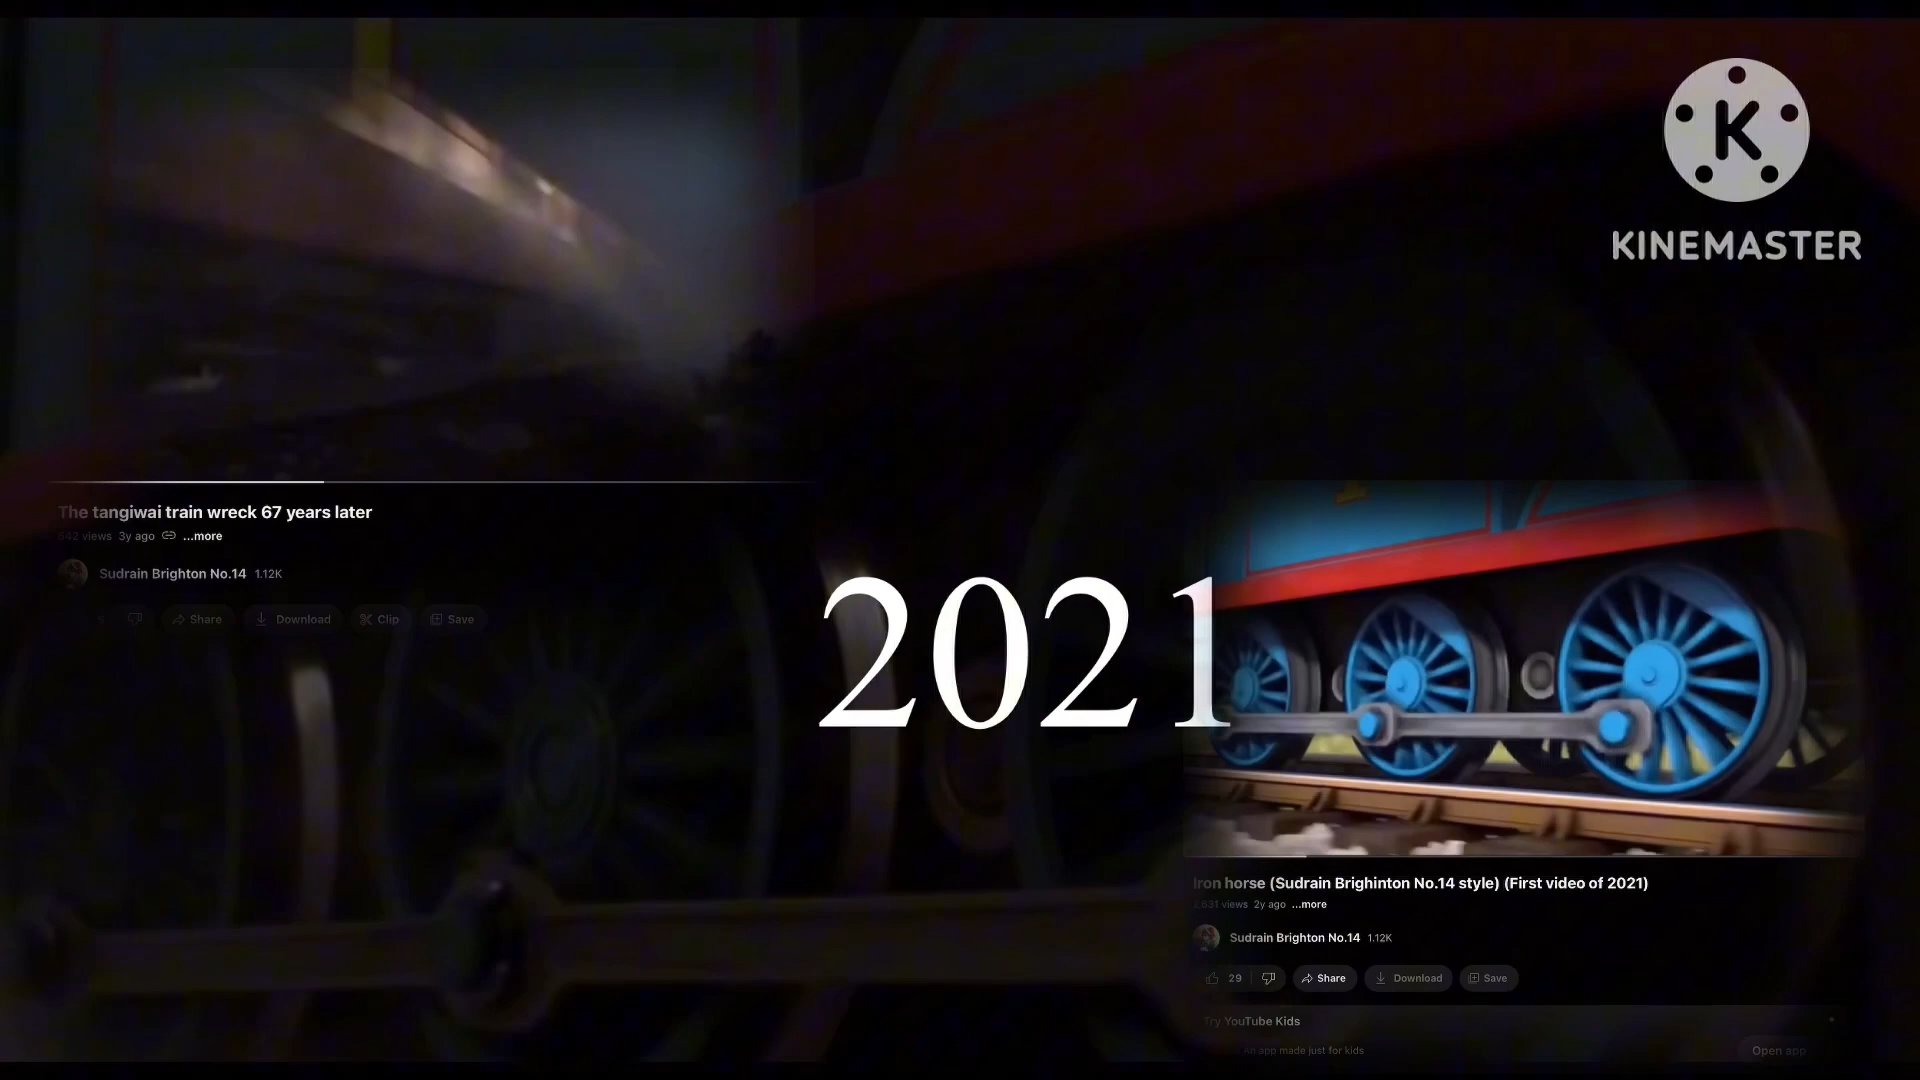 K
KINEMASTER
The tangiwai train wreck 67 years later
842 views 3y ago ...more
Sudrain Brighton No.14 1.12K
Share Download Clip Save
2021
Iron horse (Sudrain Brighinton No.14 style) (First video of 2021)
views 2y ago ...more
Sudrain Brighton No.14 1.12K
29 Share Download Save
Try YouTube Kids
An app made just for kids
Open app